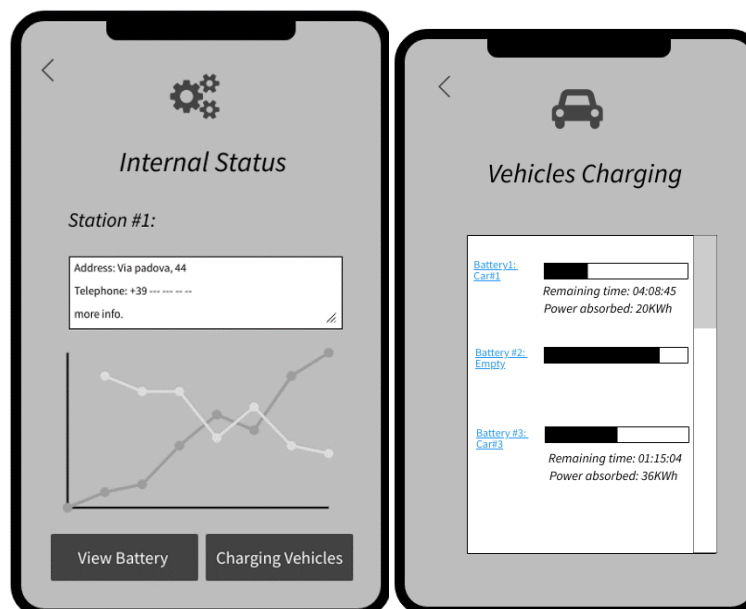 Internal Status
Station #1:
Address: Via padova, 44
Telephone: +39 --- --- -- --
more info.
View Battery
Charging Vehicles
Vehicles Charging
Battery1:
Car#1
Remaining time: 04:08:45
Power absorbed: 20KWh
Battery #2:
Empty
Battery #3:
Car#3
Remaining time: 01:15:04
Power absorbed: 36KWh